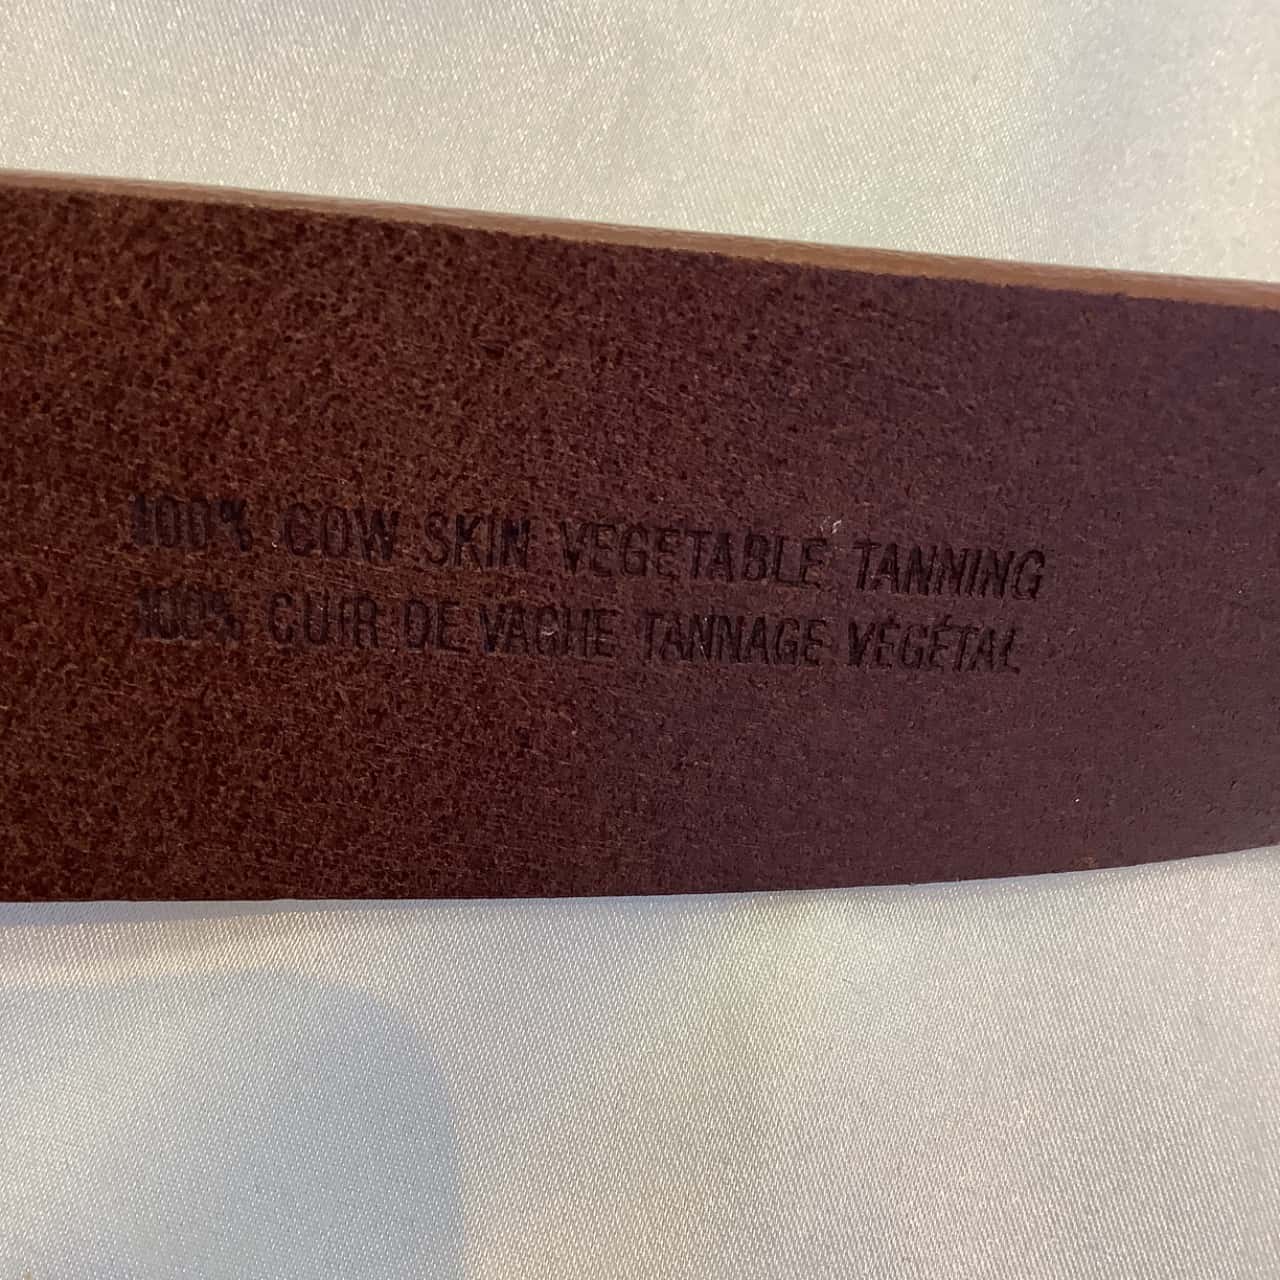 100% COW SKIN VEGETABLE TANNING
100% CUIR DE VACHE TANNAGE VÉGÉTAL